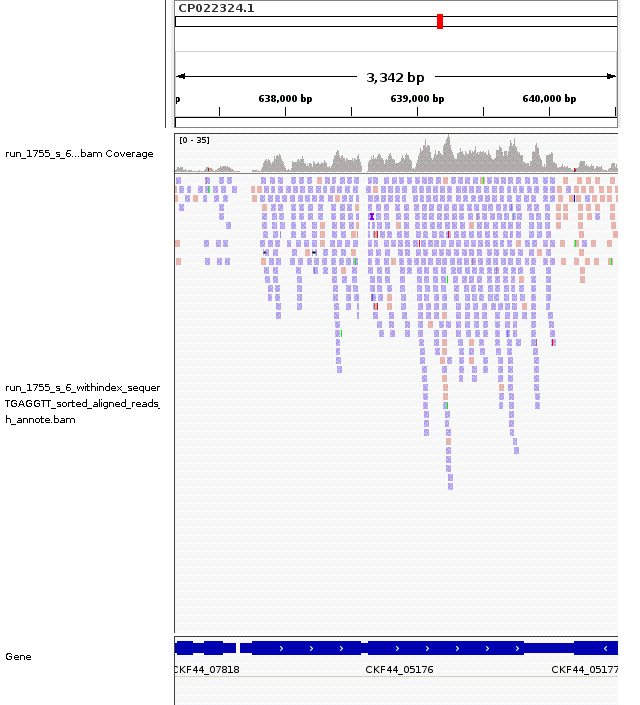 CP022324.1
3,342 bp
p 638,000 bp 639,000 bp 640,000 bp
[0 - 35]
run_1755_s_6...bam Coverage
run_1755_s_6_withindex_sequer
TGAGGTT_sorted_aligned_reads_
h_annote.bam
Gene
CKF44_07818 CKF44_05176 CKF44_05177